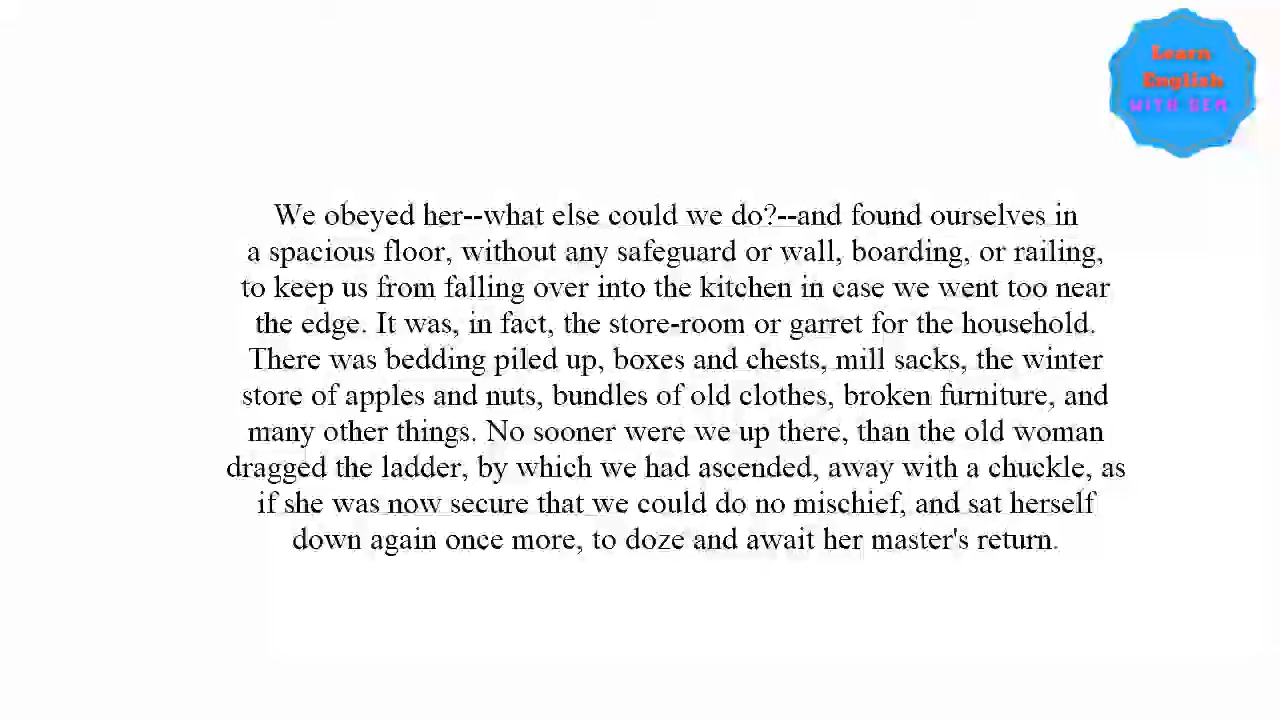 Learn
English
WITH GEM
We obeyed her--what else could we do?--and found ourselves in
a spacious floor, without any safeguard or wall, boarding, or railing,
to keep us from falling over into the kitchen in case we went too near
the edge. It was, in fact, the store-room or garret for the household.
There was bedding piled up, boxes and chests, mill sacks, the winter
store of apples and nuts, bundles of old clothes, broken furniture, and
many other things. No sooner were we up there, than the old woman
dragged the ladder, by which we had ascended, away with a chuckle, as
if she was now secure that we could do no mischief, and sat herself
down again once more, to doze and await her master's return.